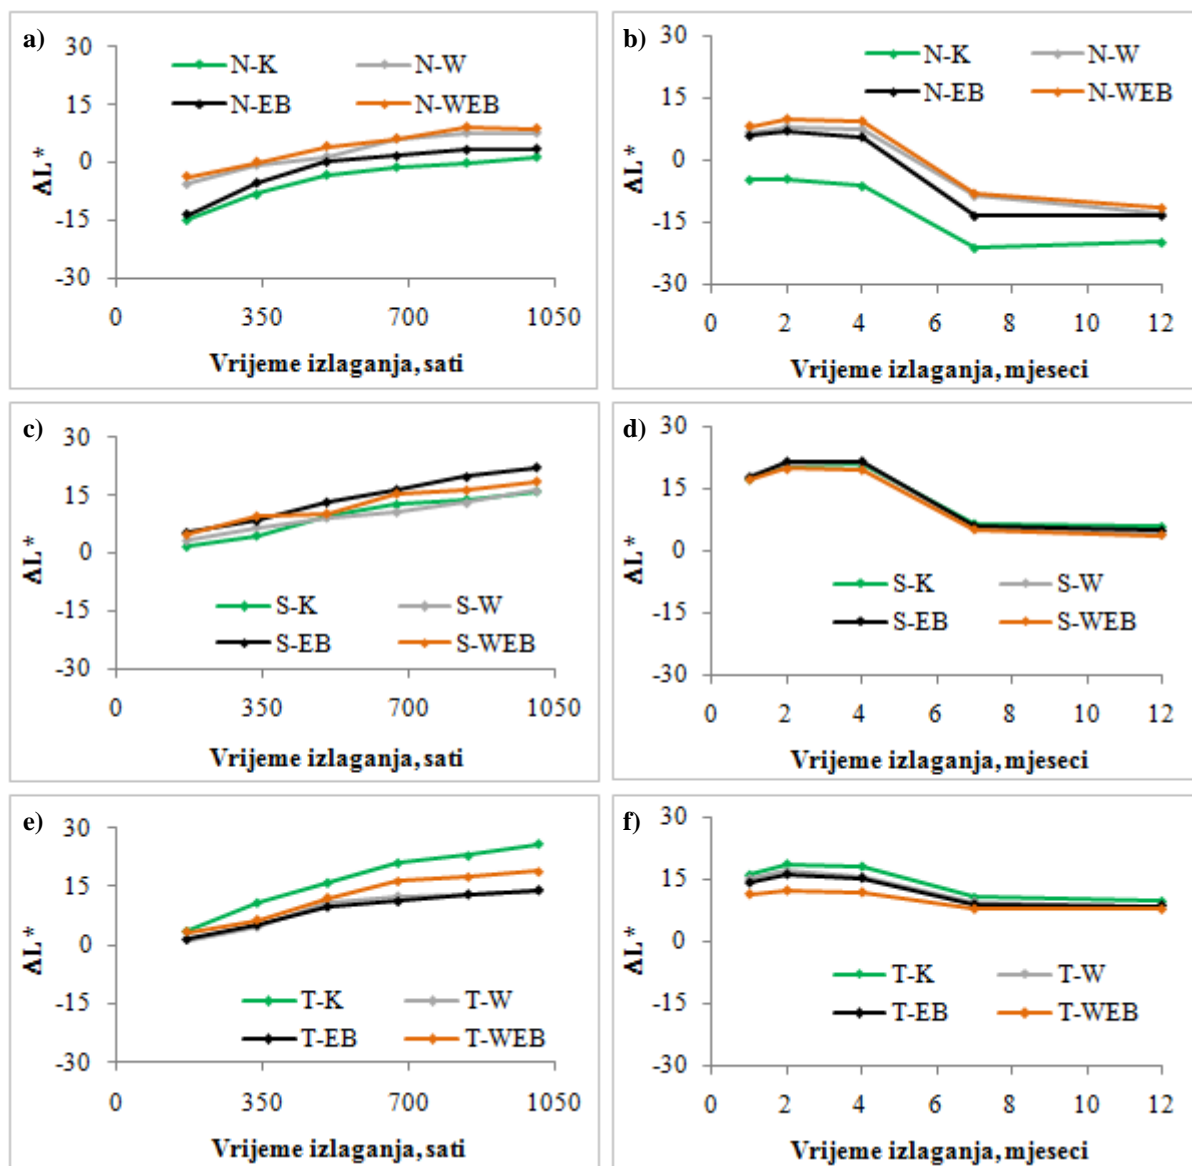 a)
N-K N-W
N-EB N-WEB
30
15
0
-15
-30
ΔL*
0 350 700 1050
Vrijeme izlaganja, sati
b)
N-K N-W
N-EB N-WEB
30
15
0
-15
-30
ΔL*
0 2 4 6 8 10 12
Vrijeme izlaganja, mjeseci
c)
30
15
0
-15
-30
ΔL*
S-K S-W
S-EB S-WEB
0 350 700 1050
Vrijeme izlaganja, sati
d)
30
15
0
-15
-30
ΔL*
S-K S-W
S-EB S-WEB
0 2 4 6 8 10 12
Vrijeme izlaganja, mjeseci
e)
30
15
0
-15
-30
ΔL*
T-K T-W
T-EB T-WEB
0 350 700 1050
Vrijeme izlaganja, sati
f)
30
15
0
-15
-30
ΔL*
T-K T-W
T-EB T-WEB
0 2 4 6 8 10 12
Vrijeme izlaganja, mjeseci